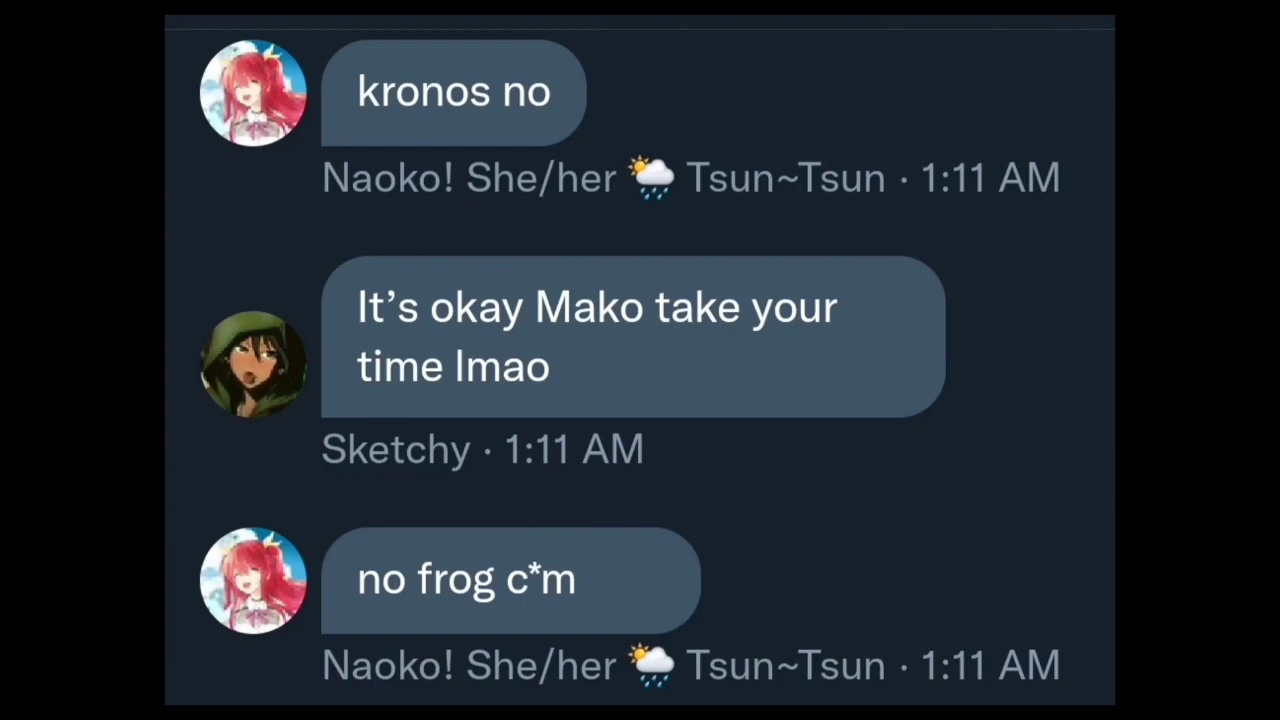 kronos no
Naoko! She/her 🌦️ Tsun~Tsun · 1:11 AM
It’s okay Mako take your
time lmao
Sketchy · 1:11 AM
no frog c*m
Naoko! She/her 🌦️ Tsun~Tsun · 1:11 AM